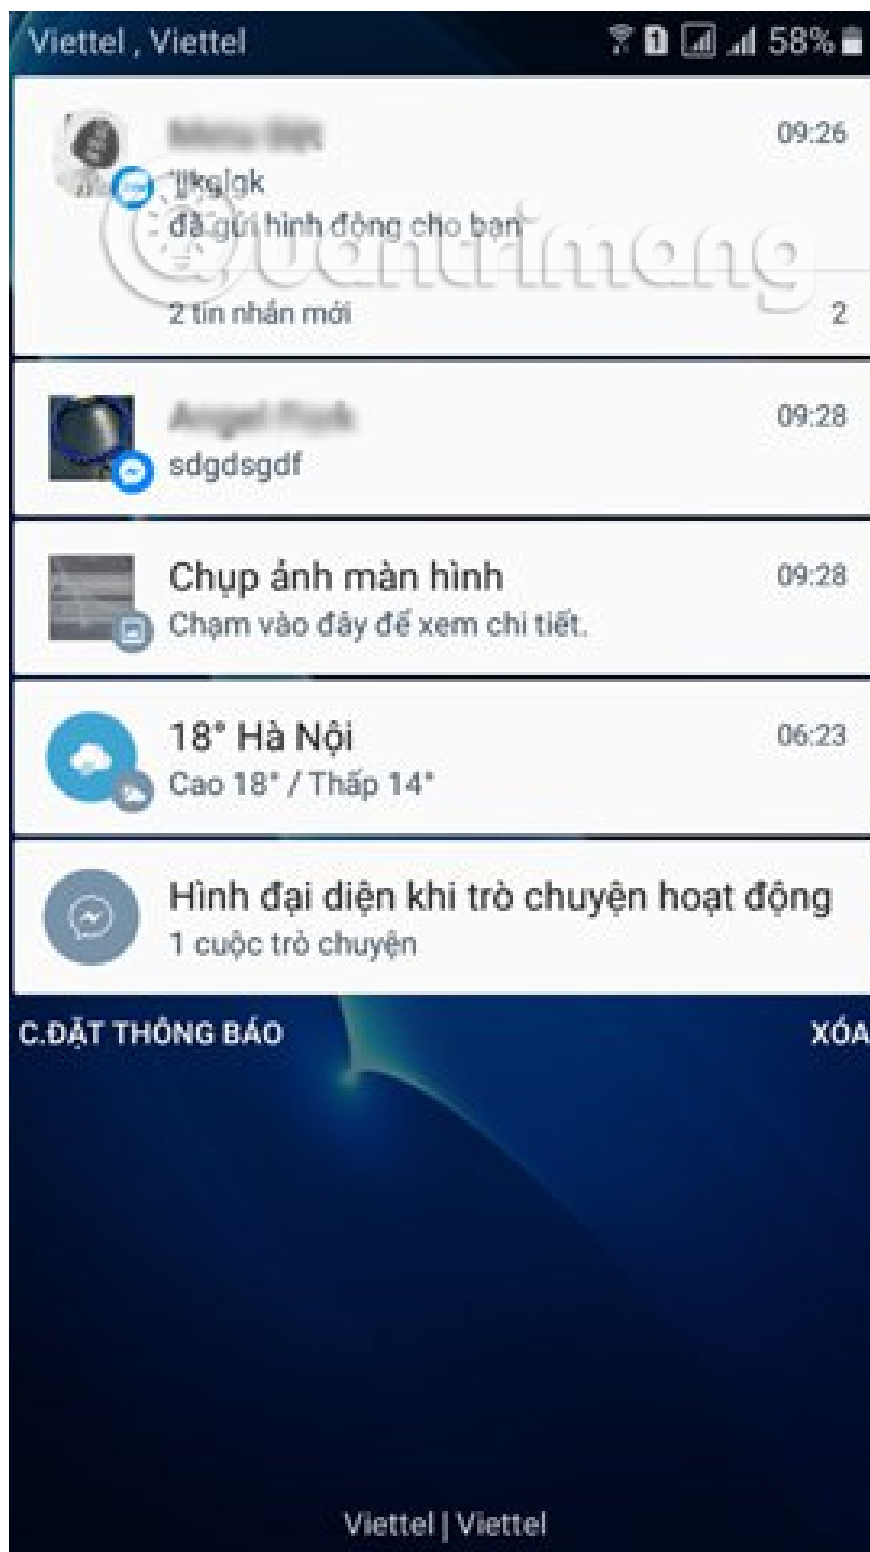 Viettel , Viettel
1
58%
09:26
đã gửi hình động cho bạn
Quantrimang
2 tin nhắn mới
2
09:28
sdgdsgdf
Chụp ảnh màn hình
09:28
Chạm vào đây để xem chi tiết.
18° Hà Nội
06:23
Cao 18° / Thấp 14°
Hình đại diện khi trò chuyện hoạt động
1 cuộc trò chuyện
C.ĐẶT THÔNG BÁO
XÓA
Viettel | Viettel